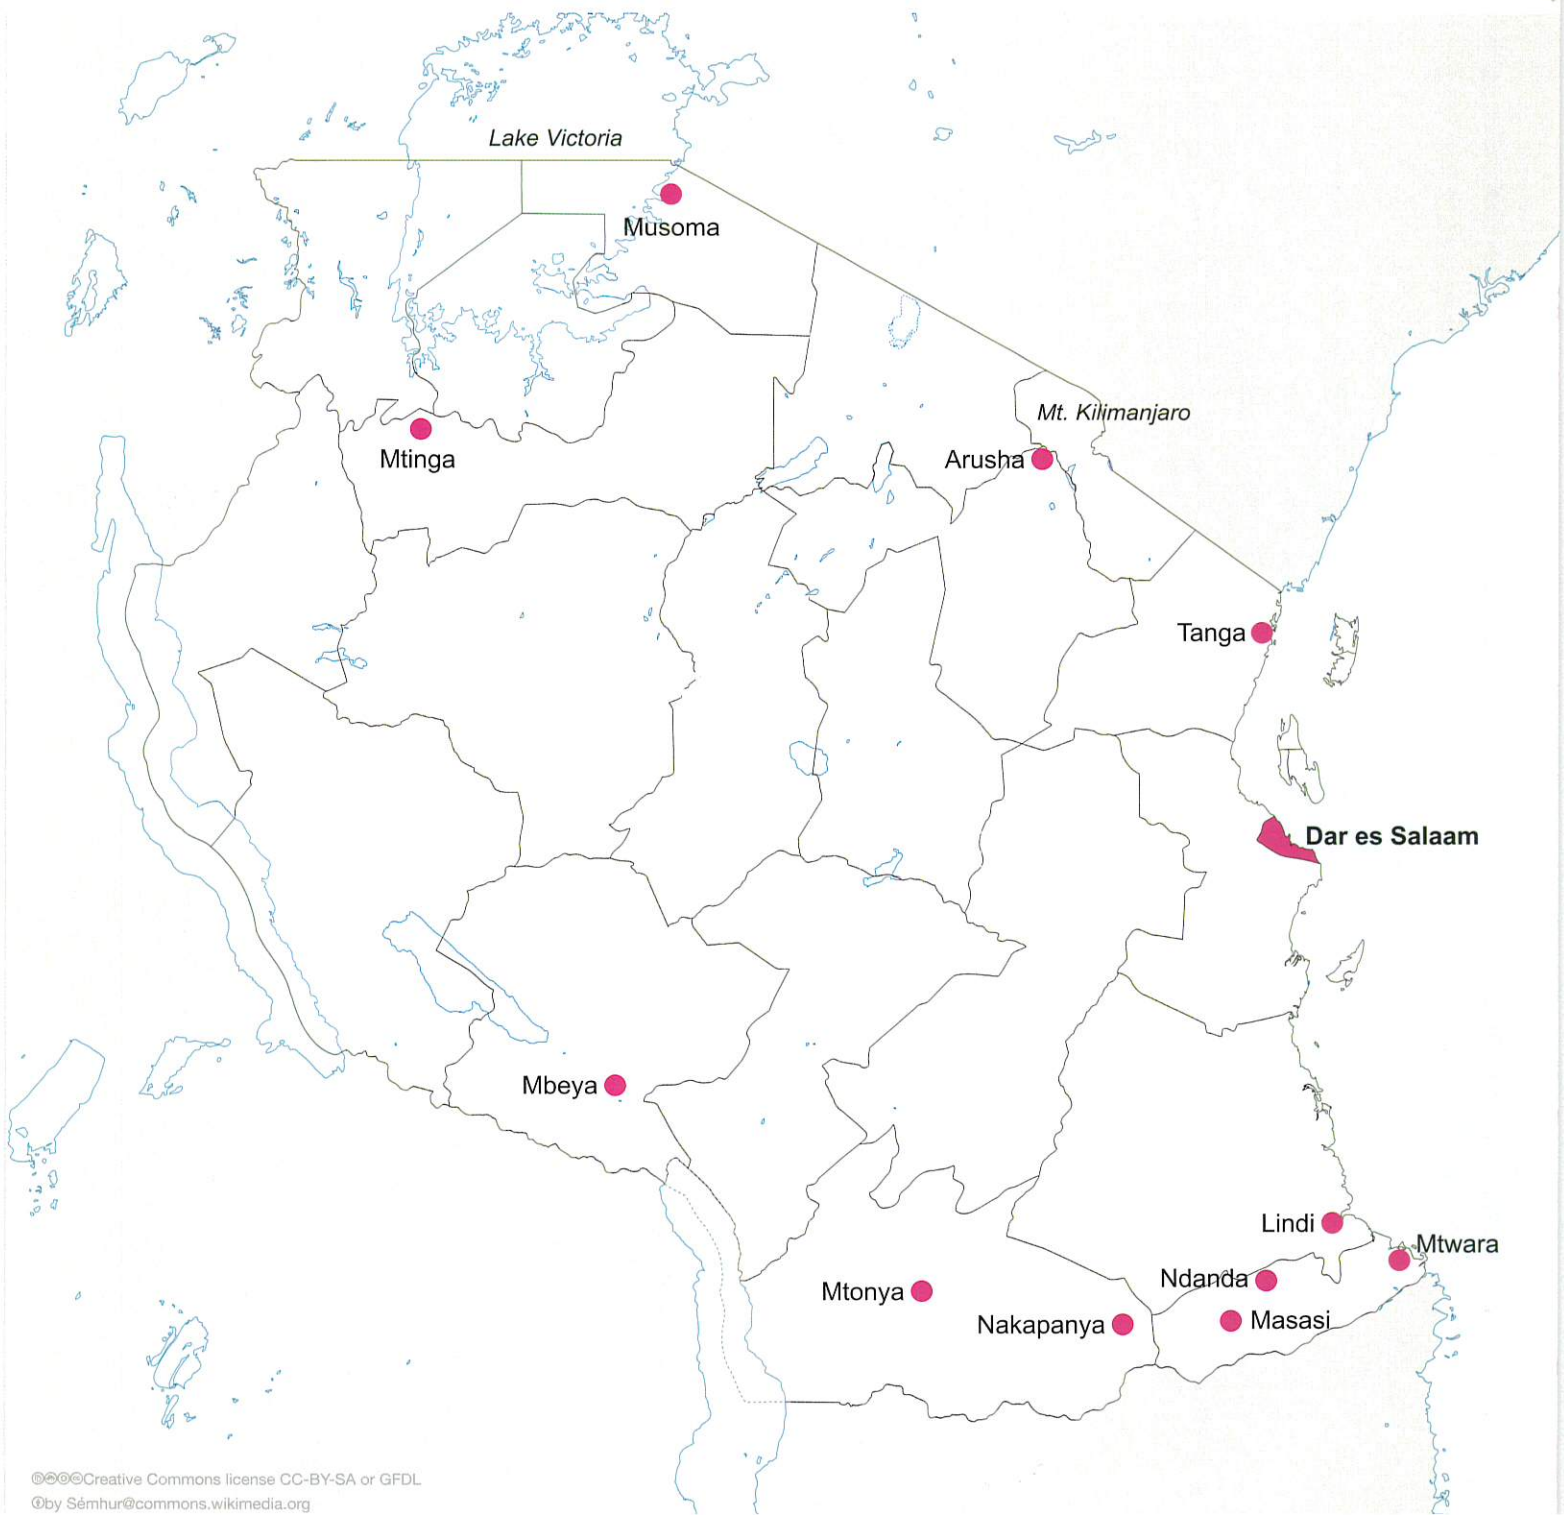 Lake Victoria
Musoma
Mt. Kilimanjaro
Mtinga
Arusha
Tanga
Dar es Salaam
Mbeya
Lindi
Mtwara
Ndanda
Mtonya
Nakapanya
Masasi
Creative Commons license CC-BY-SA or GFDL
by Sémhur@commons.wikimedia.org